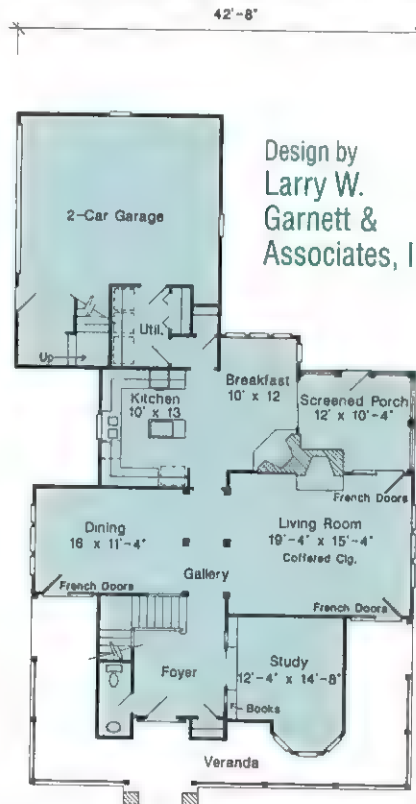 42'-8"
Design by
Larry W.
Garnett &
Associates, I
2-Car Garage
Util.
Up
Breakfast
10' x 12
Kitchen
10' x 13
Screened Porch
12' x 10'-4"
French Doors
Dining
16 x 11'-4"
Living Room
19'-4" x 15'-4"
Coffered Clg.
Gallery
French Doors
French Doors
Study
12'-4" x 14'-8"
Foyer
Books
Veranda